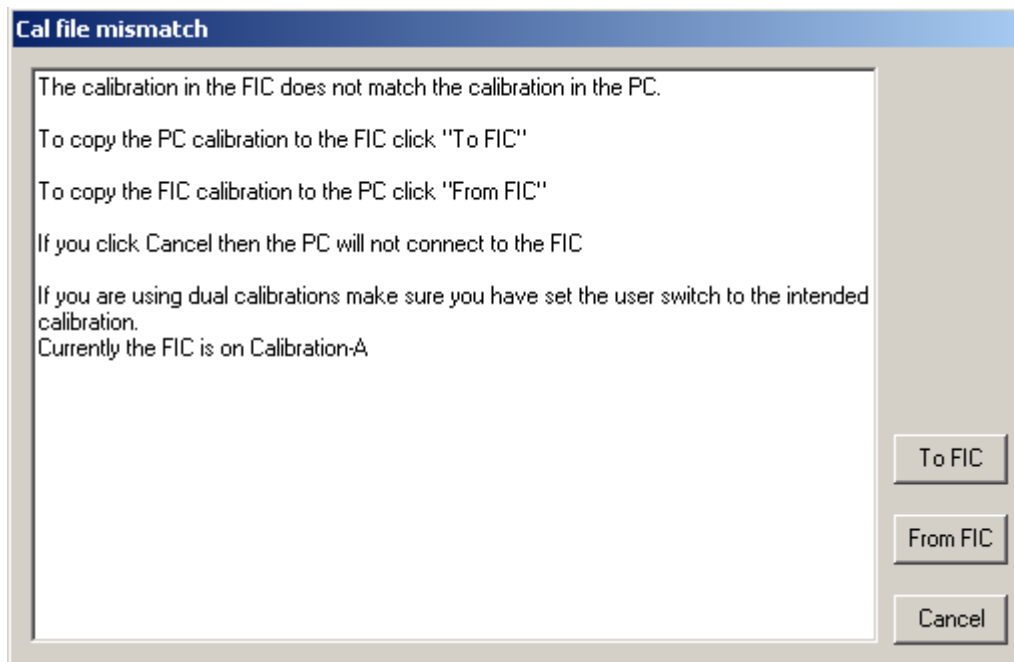 Cal file mismatch
The calibration in the FIC does not match the calibration in the PC.
To copy the PC calibration to the FIC click "To FIC"
To copy the FIC calibration to the PC click "From FIC"
If you click Cancel then the PC will not connect to the FIC
If you are using dual calibrations make sure you have set the user switch to the intended
calibration.
Currently the FIC is on Calibration-A
To FIC
From FIC
Cancel